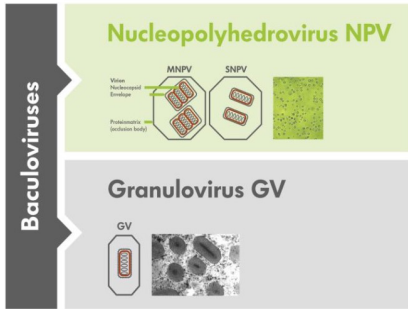 Baculoviruses
Nucleopolyhedrovirus NPV
MNPV
SNPV
Virion
Nucleocapsid
Envelope
Proteinmatrix
(occlusion body)
Granulovirus GV
GV